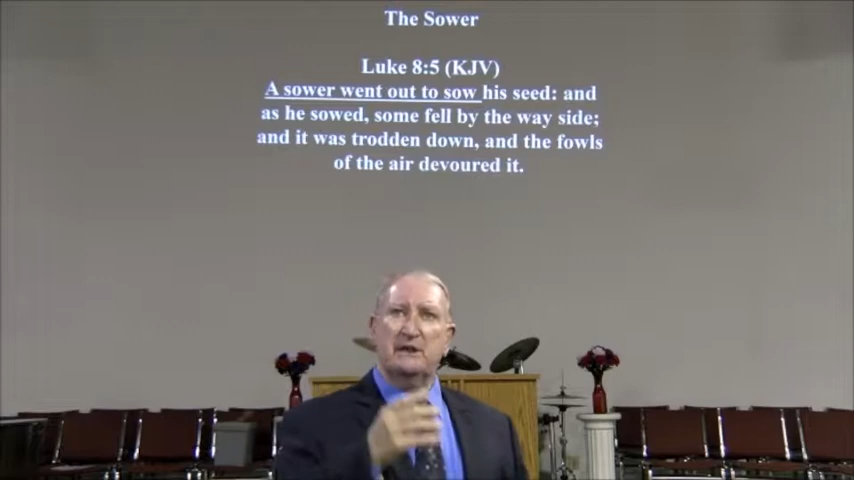 The Sower
Luke 8:5 (KJV)
A sower went out to sow his seed: and
as he sowed, some fell by the way side;
and it was trodden down, and the fowls
of the air devoured it.